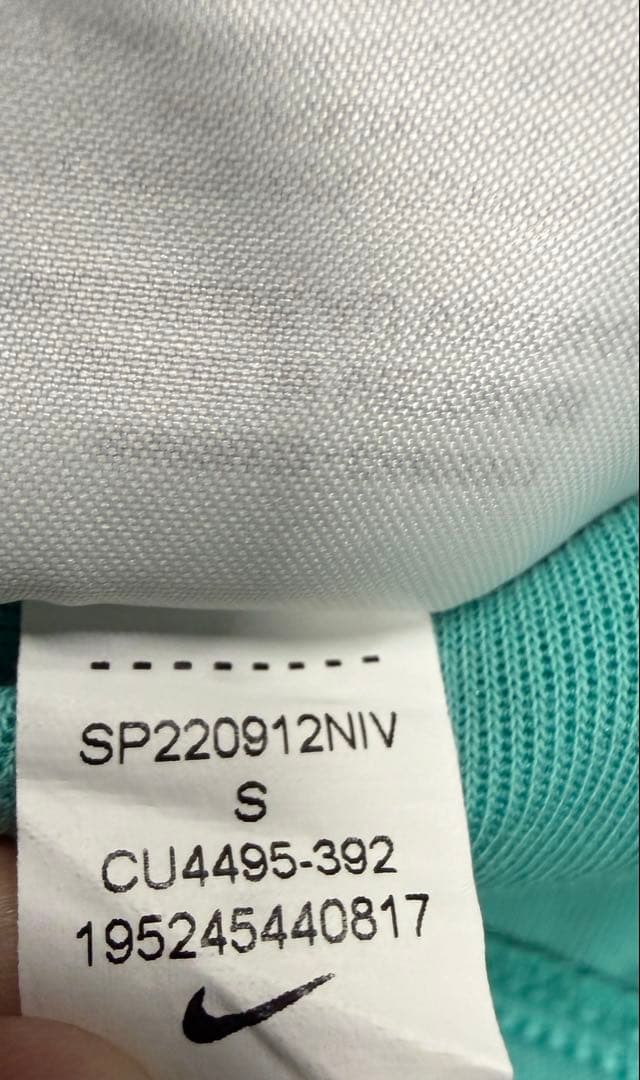 --------
SP220912NIV
S
CU4495-392
195245440817